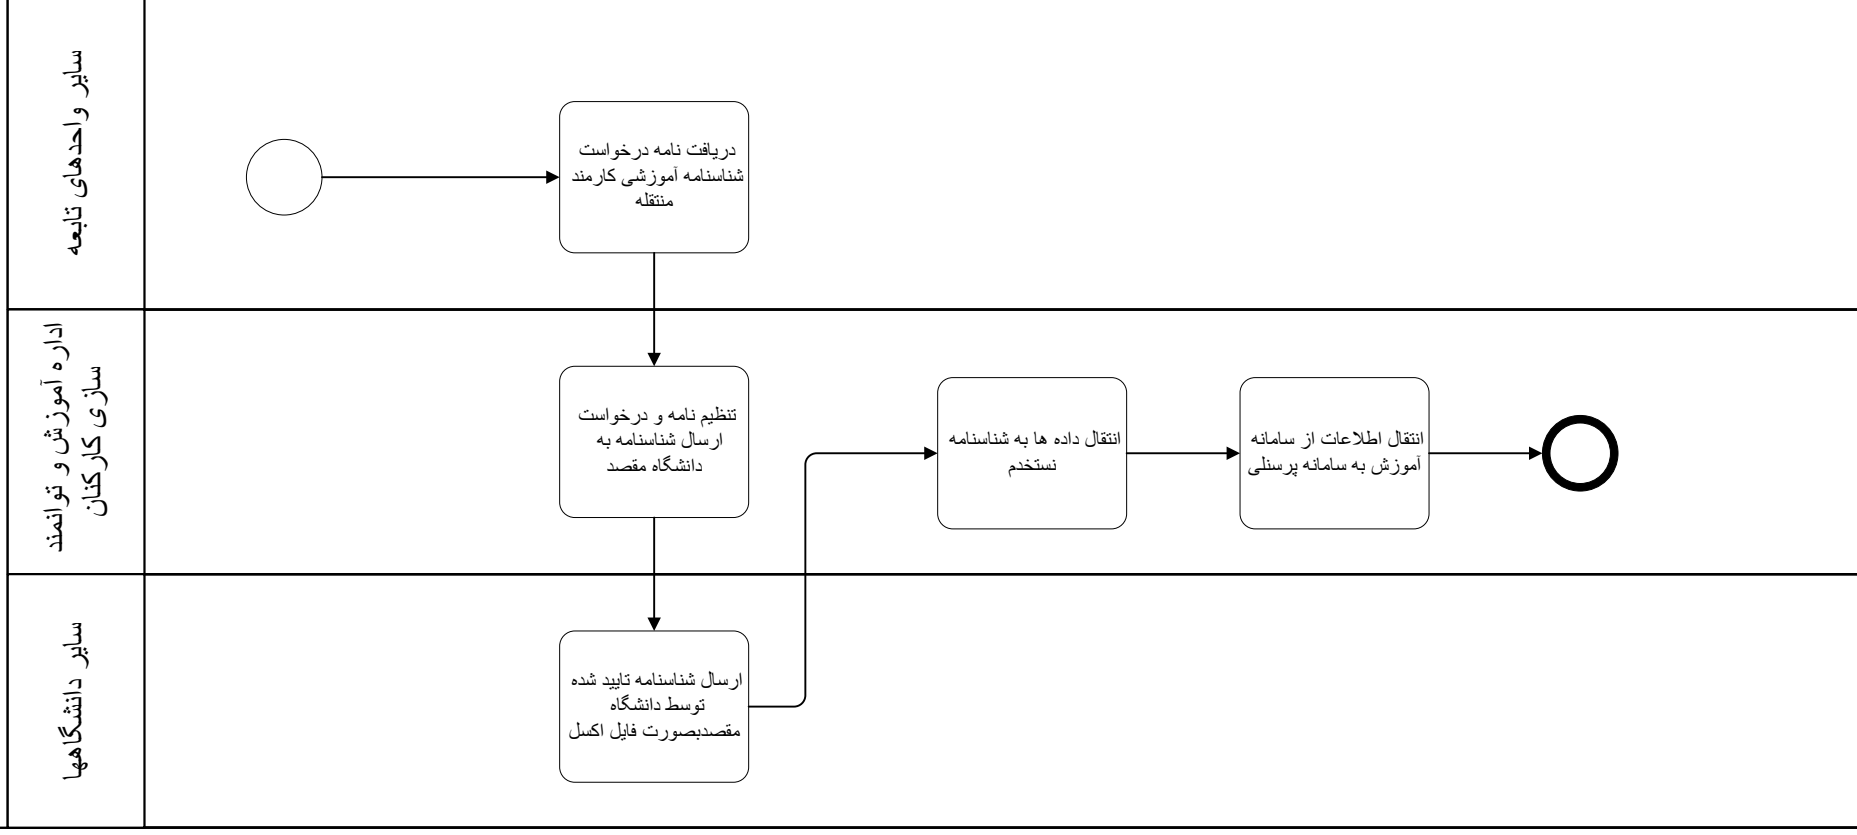 سایر واحدهای تابعه
دریافت نامه درخواست
شناسنامه آموزشی کارمند
منتقله
اداره آموزش و توانمند
سازی کارکنان
تنظیم نامه و درخواست
ارسال شناسنامه به
دانشگاه مقصد
انتقال داده ها به شناسنامه
نستخدم
انتقال اطلاعات از سامانه
آموزش به سامانه پرسنلی
سایر دانشگاهها
ارسال شناسنامه تایید شده
توسط دانشگاه
مقصدبصورت فایل اکسل